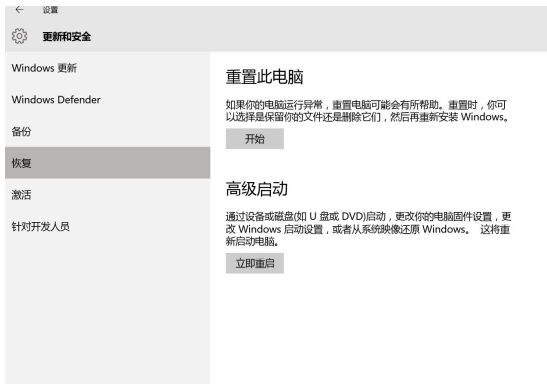 设置
更新和安全
Windows 更新
Windows Defender
备份
恢复
激活
针对开发人员
重置此电脑
如果你的电脑运行异常，重置电脑可能会有所帮助。重置时，你可
以选择是保留你的文件还是删除它们，然后再重新安装 Windows。
开始
高级启动
通过设备或磁盘(如 U 盘或 DVD)启动，更改你的电脑固件设置，更
改 Windows 启动设置，或者从系统映像还原 Windows。 这将重
新启动电脑。
立即重启